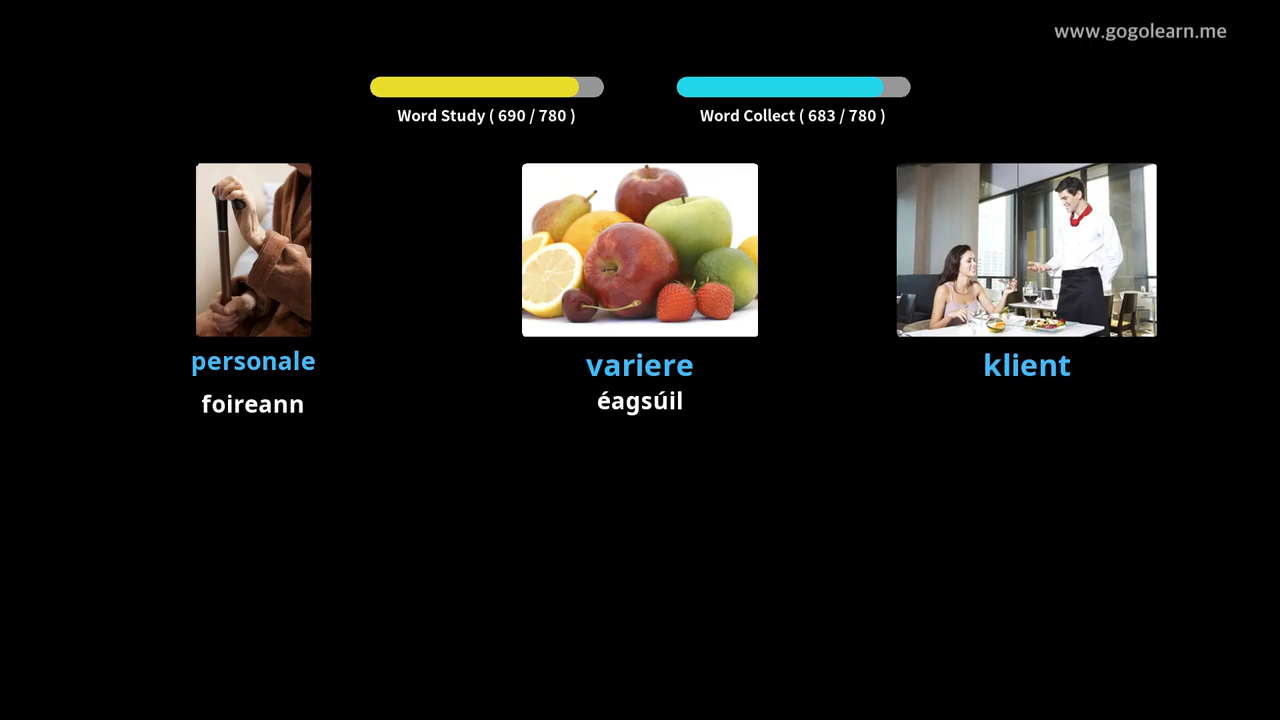 www.gogolearn.me
Word Study ( 690 / 780 )
Word Collect ( 683 / 780 )
personale
foireann
variere
éagsúil
klient